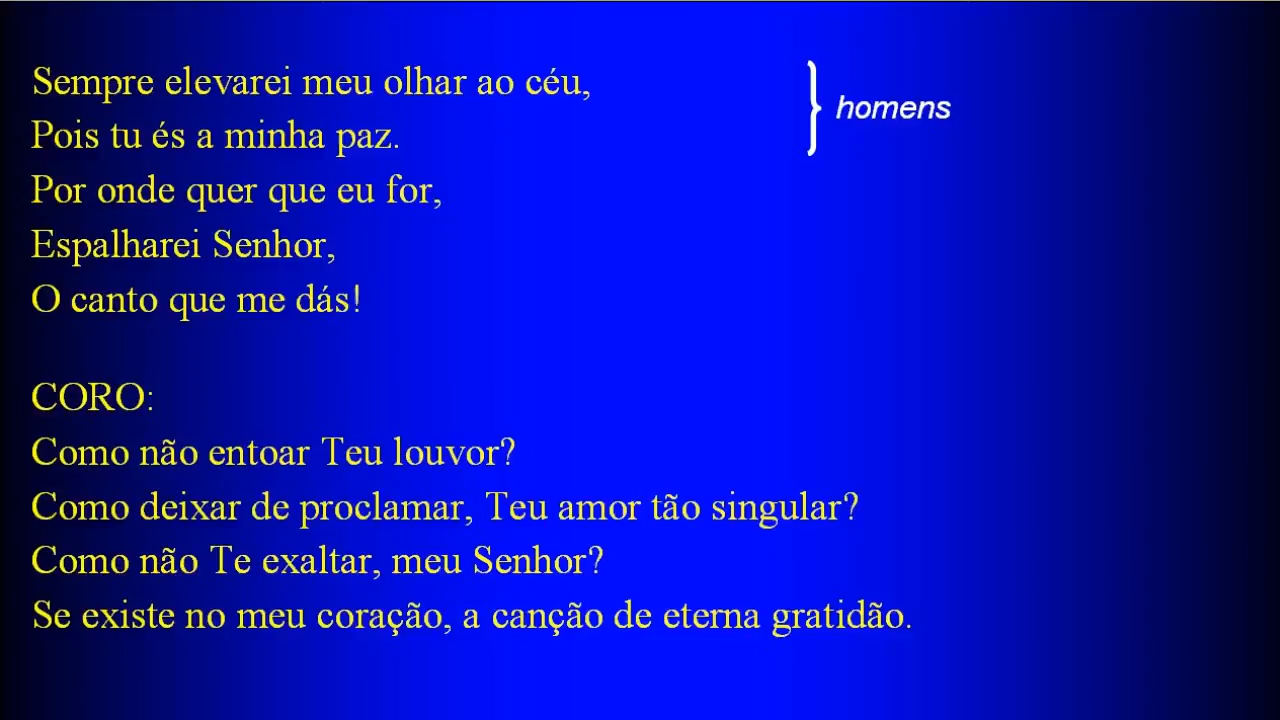 Sempre elevarei meu olhar ao céu,
homens
Pois tu és a minha paz.
Por onde quer que eu for,
Espalharei Senhor,
O canto que me dás!
CORO:
Como não entoar Teu louvor?
Como deixar de proclamar, Teu amor tão singular?
Como não Te exaltar, meu Senhor?
Se existe no meu coração, a canção de eterna gratidão.